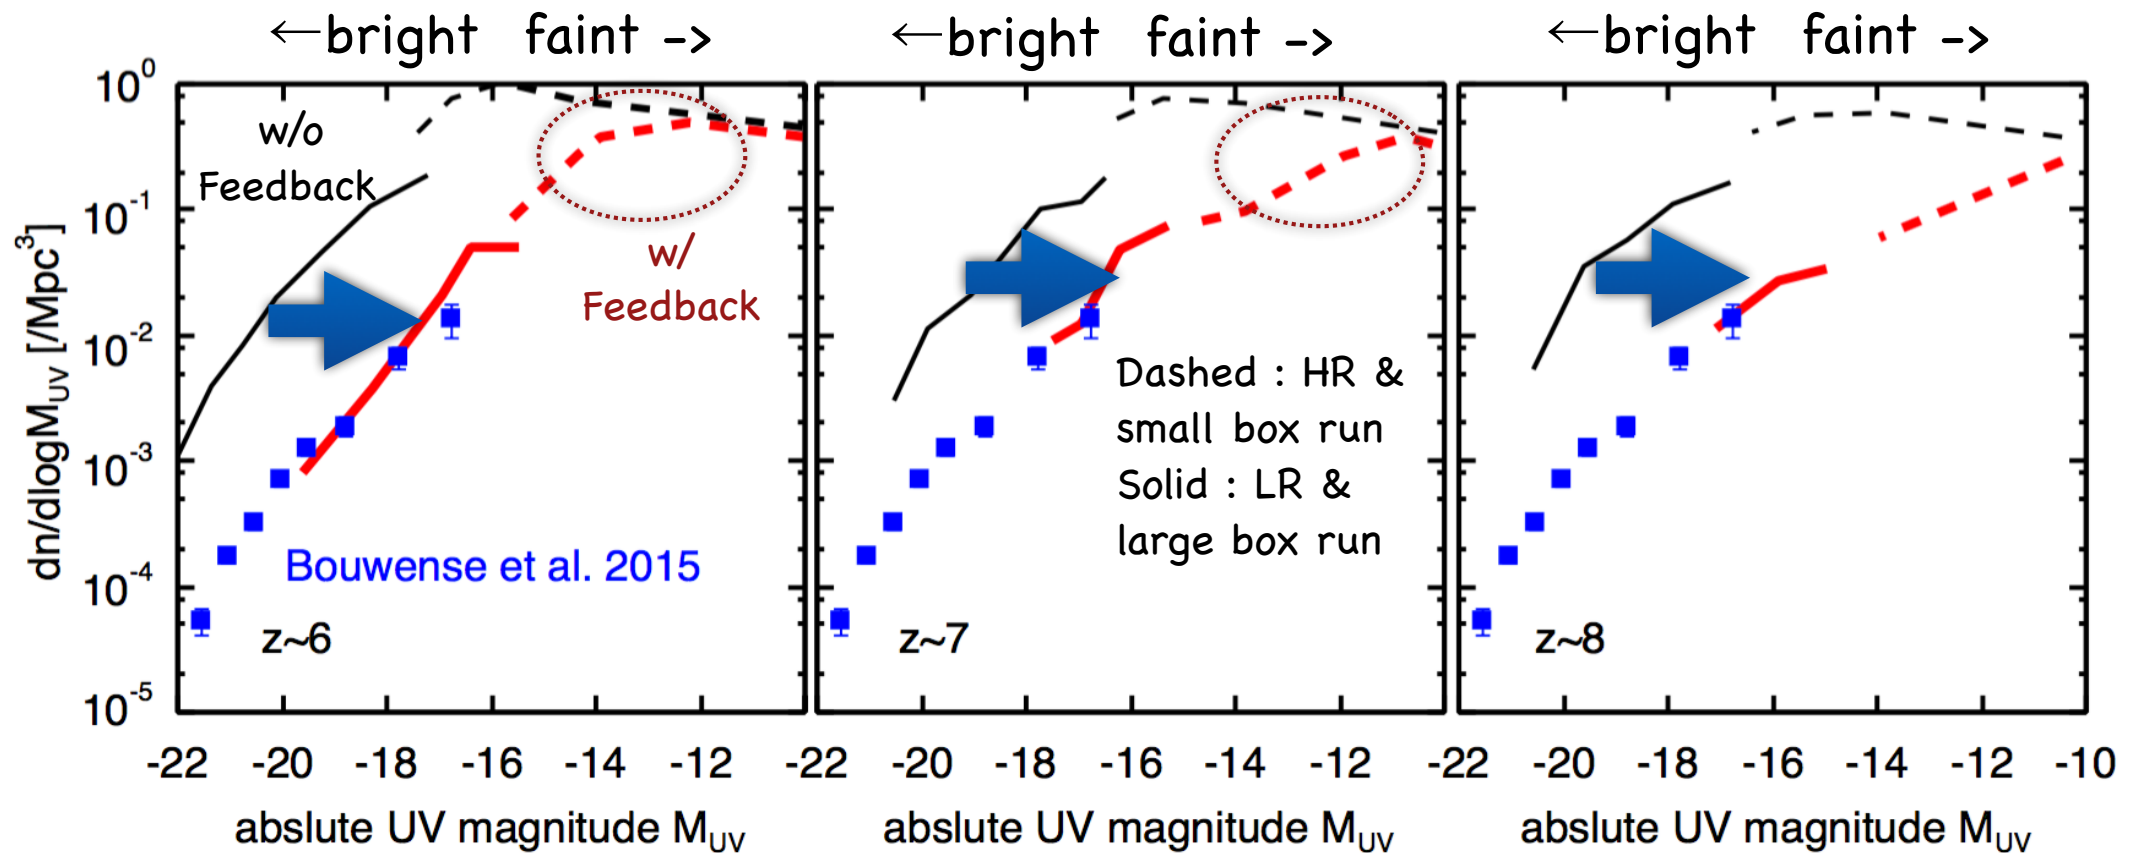 ←bright faint ->
←bright faint ->
←bright faint ->
10^0
10^-1
10^-2
10^-3
10^-4
10^-5
dn/dlogM_UV [/Mpc^3]
w/o
Feedback
w/
Feedback
Bouwense et al. 2015
z~6
Dashed : HR &
small box run
Solid : LR &
large box run
z~7
z~8
-22 -20 -18 -16 -14 -12 -22 -20 -18 -16 -14 -12 -22 -20 -18 -16 -14 -12 -10
abslute UV magnitude M_UV
abslute UV magnitude M_UV
abslute UV magnitude M_UV